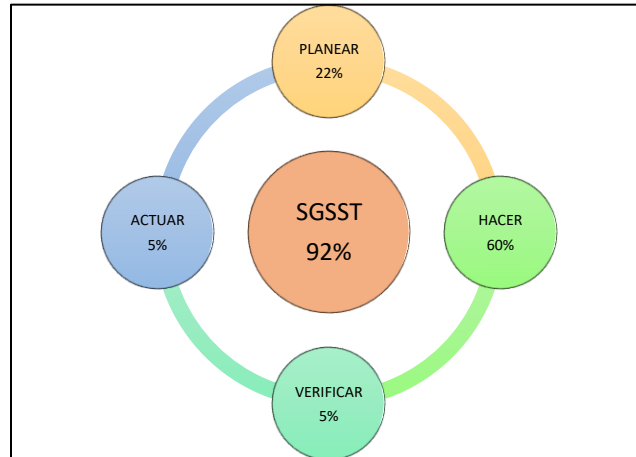 PLANEAR
22%
ACTUAR
5%
SGSST
92%
HACER
60%
VERIFICAR
5%